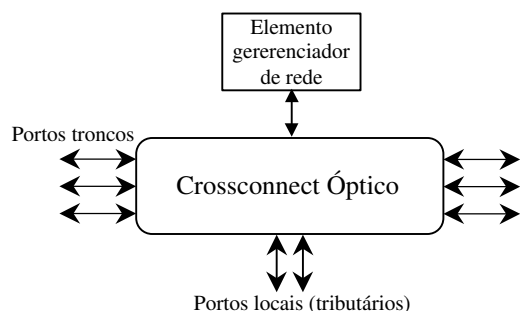 Elemento
gererenciador
de rede
Portos troncos
Crossconnect Óptico
Portos locais (tributários)